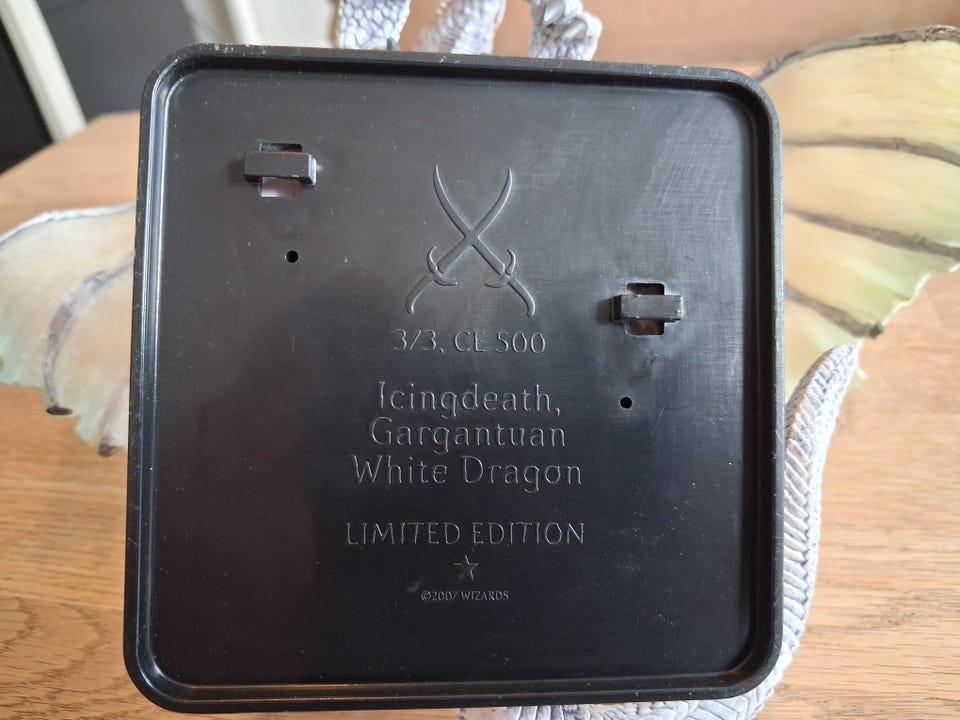 3/3, CE 500
Icingdeath,
Gargantuan
White Dragon
LIMITED EDITION
©2007 WIZARDS